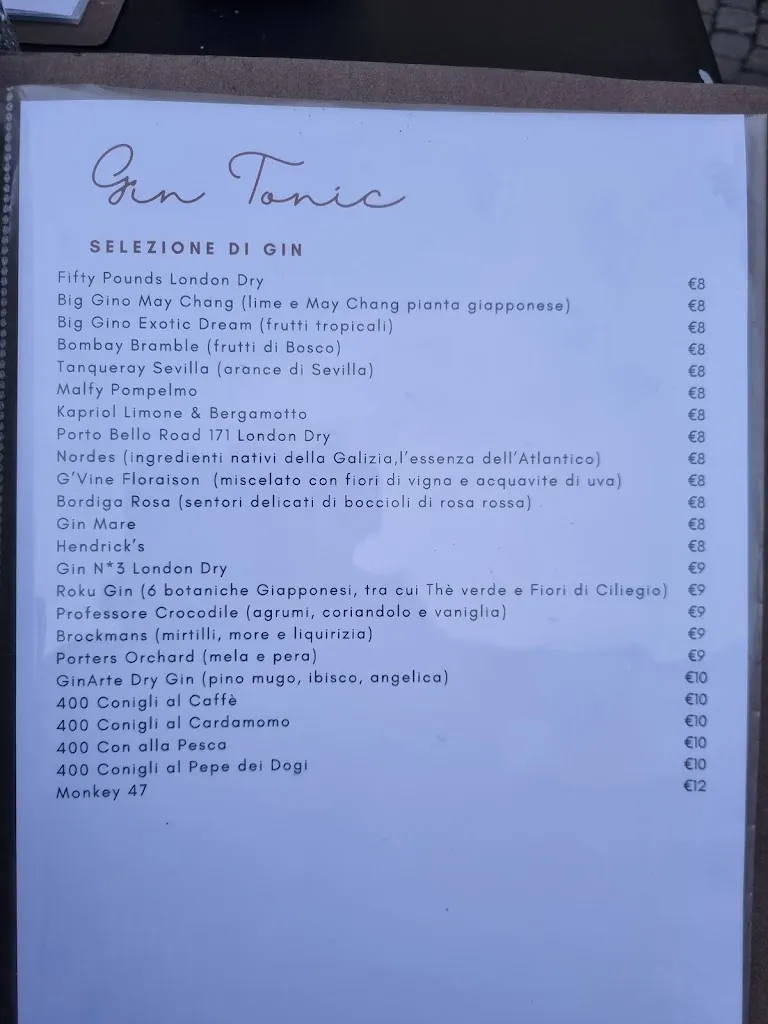 Gin Tonic
SELEZIONE DI GIN
Fifty Pounds London Dry €8
Big Gino May Chang (lime e May Chang pianta giapponese) €8
Big Gino Exotic Dream (frutti tropicali) €8
Bombay Bramble (frutti di Bosco) €8
Tanqueray Sevilla (arance di Sevilla) €8
Malfy Pompelmo €8
Kapriol Limone & Bergamotto €8
Porto Bello Road 171 London Dry €8
Nordes (ingredienti nativi della Galizia,l'essenza dell'Atlantico) €8
G'Vine Floraison (miscelato con fiori di vigna e acquavite di uva) €8
Bordiga Rosa (sentori delicati di boccioli di rosa rossa) €8
Gin Mare €8
Hendrick's €8
Gin N*3 London Dry €9
Roku Gin (6 botaniche Giapponesi, tra cui Thè verde e Fiori di Ciliegio) €9
Professore Crocodile (agrumi, coriandolo e vaniglia) €9
Brockmans (mirtilli, more e liquirizia) €9
Porters Orchard (mela e pera) €9
GinArte Dry Gin (pino mugo, ibisco, angelica) €10
400 Conigli al Caffè €10
400 Conigli al Cardamomo €10
400 Con alla Pesca €10
400 Conigli al Pepe dei Dogi €10
Monkey 47 €12